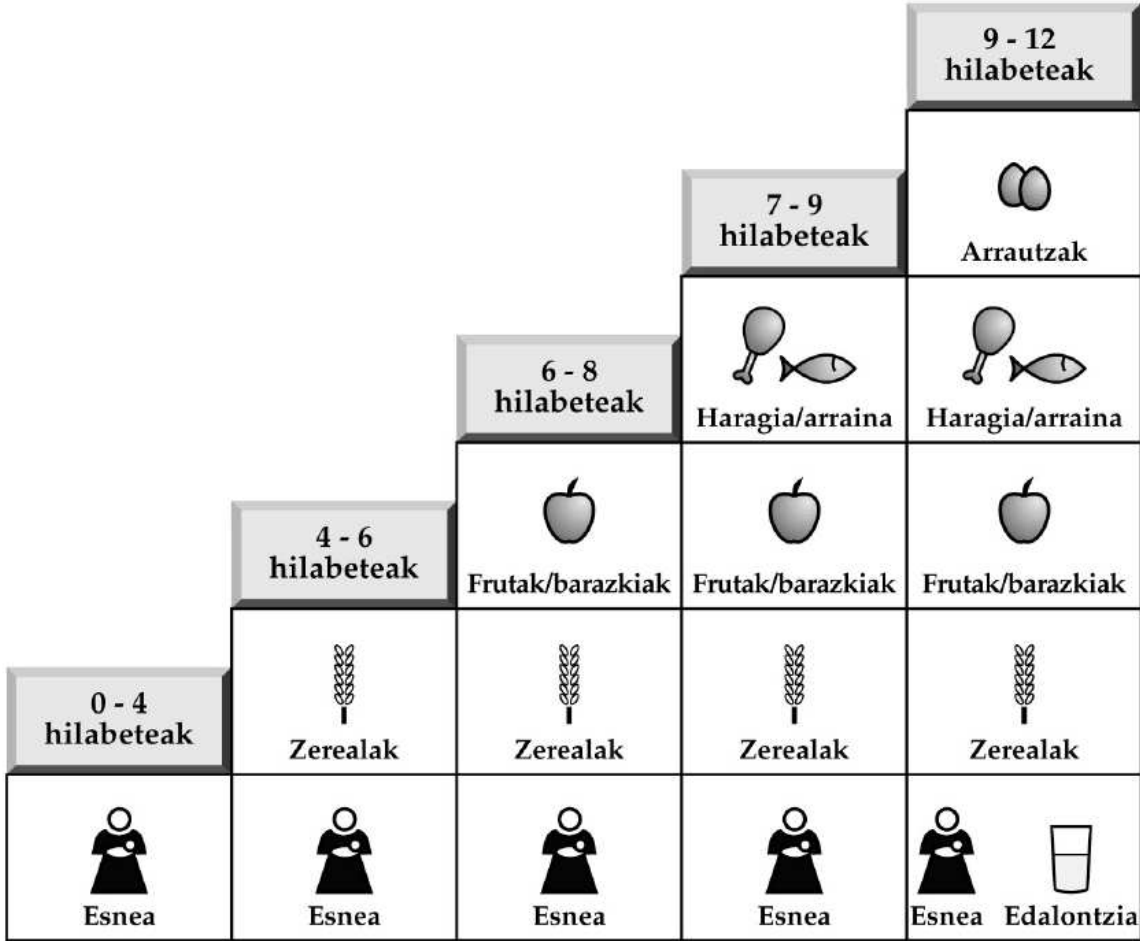 9 - 12
hilabeteak
Arrautzak
7 - 9
hilabeteak
Haragia/arraina
Haragia/arraina
6 - 8
hilabeteak
Frutak/barazkiak
Frutak/barazkiak
Frutak/barazkiak
4 - 6
hilabeteak
Zerealak
Zerealak
Zerealak
Zerealak
0 - 4
hilabeteak
Esnea
Esnea
Esnea
Esnea
Esnea Edalontzia